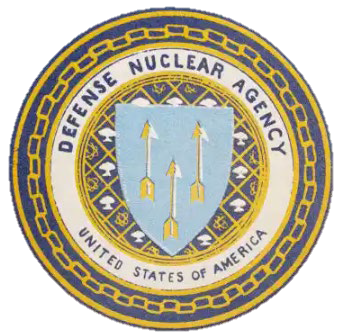 DEFENSE NUCLEAR AGENCY
UNITED STATES OF AMERICA